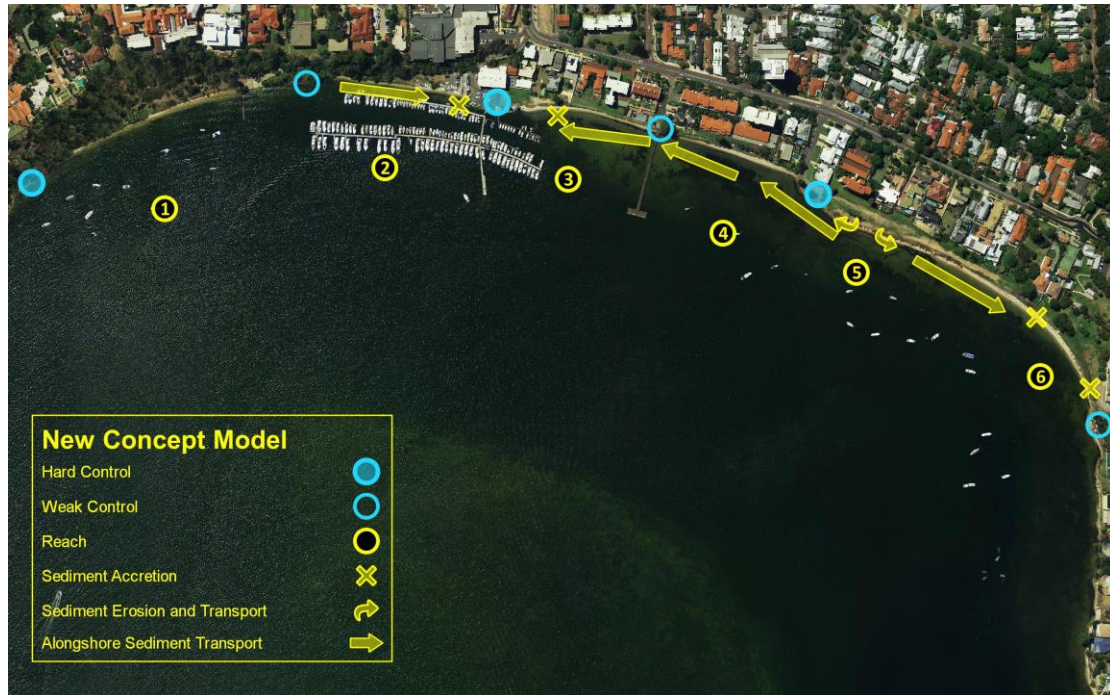 1
2
3
4
5
6
New Concept Model
Hard Control
Weak Control
Reach
Sediment Accretion
Sediment Erosion and Transport
Alongshore Sediment Transport